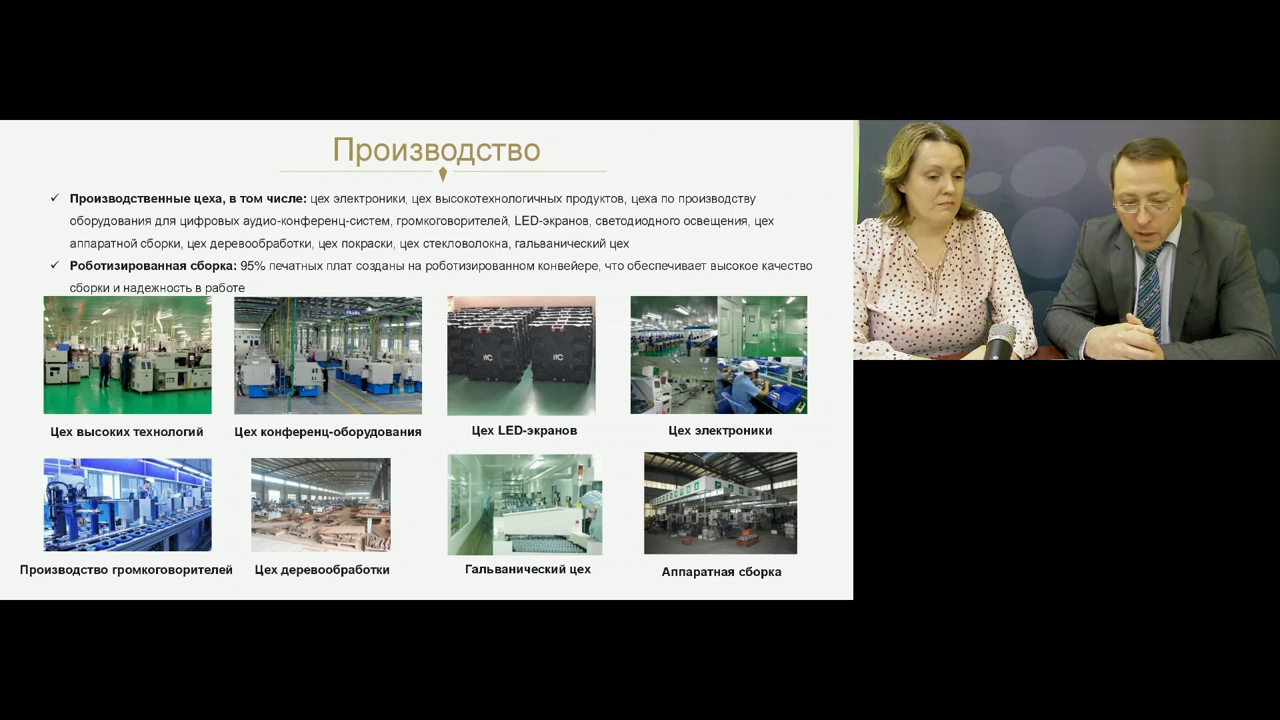 Производство
Производственные цеха, в том числе: цех электроники, цех высокотехнологичных продуктов, цеха по производству
оборудования для цифровых аудио-конференц-систем, громкоговорителей, LED-экранов, светодиодного освещения, цех
аппаратной сборки, цех деревообработки, цех покраски, цех стекловолокна, гальванический цех
Роботизированная сборка: 95% печатных плат созданы на роботизированном конвейере, что обеспечивает высокое качество
сборки и надежность в работе
Цех высоких технологий
Цех конференц-оборудования
Цех LED-экранов
Цех электроники
Производство громкоговорителей
Цех деревообработки
Гальванический цех
Аппаратная сборка